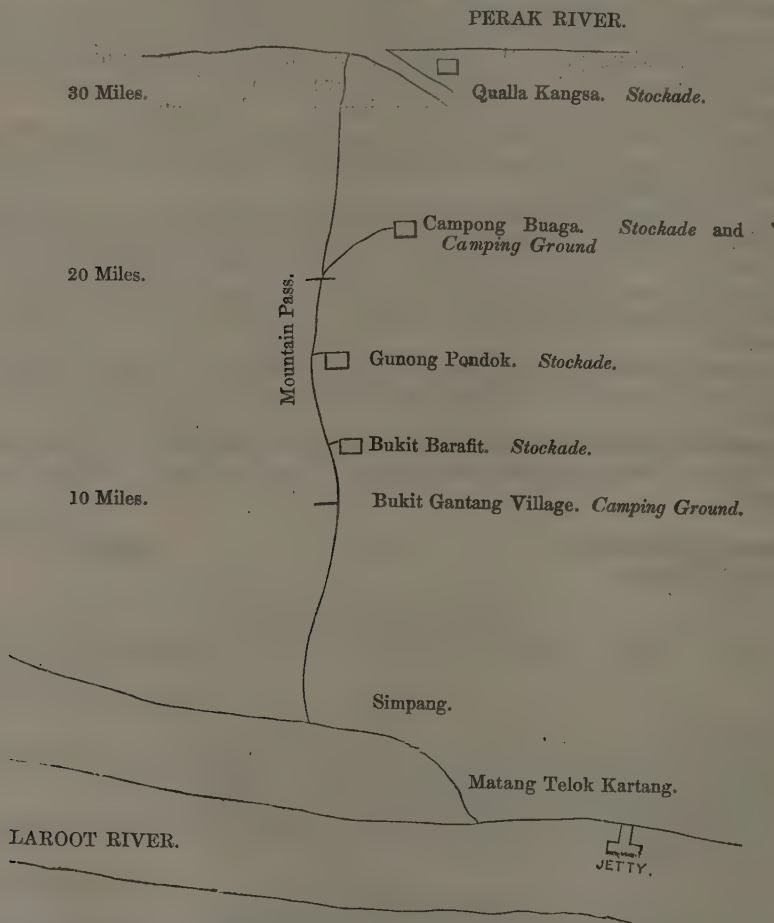 PERAK RIVER.
30 Miles.
Qualla Kangsa. Stockade.
Campong Buaga. Stockade and
Camping Ground
20 Miles.
Mountain Pass.
Gunong Pondok. Stockade.
Bukit Barafit. Stockade.
10 Miles.
Bukit Gantang Village. Camping Ground.
Simpang.
Matang Telok Kartang.
LAROOT RIVER.
JETTY.